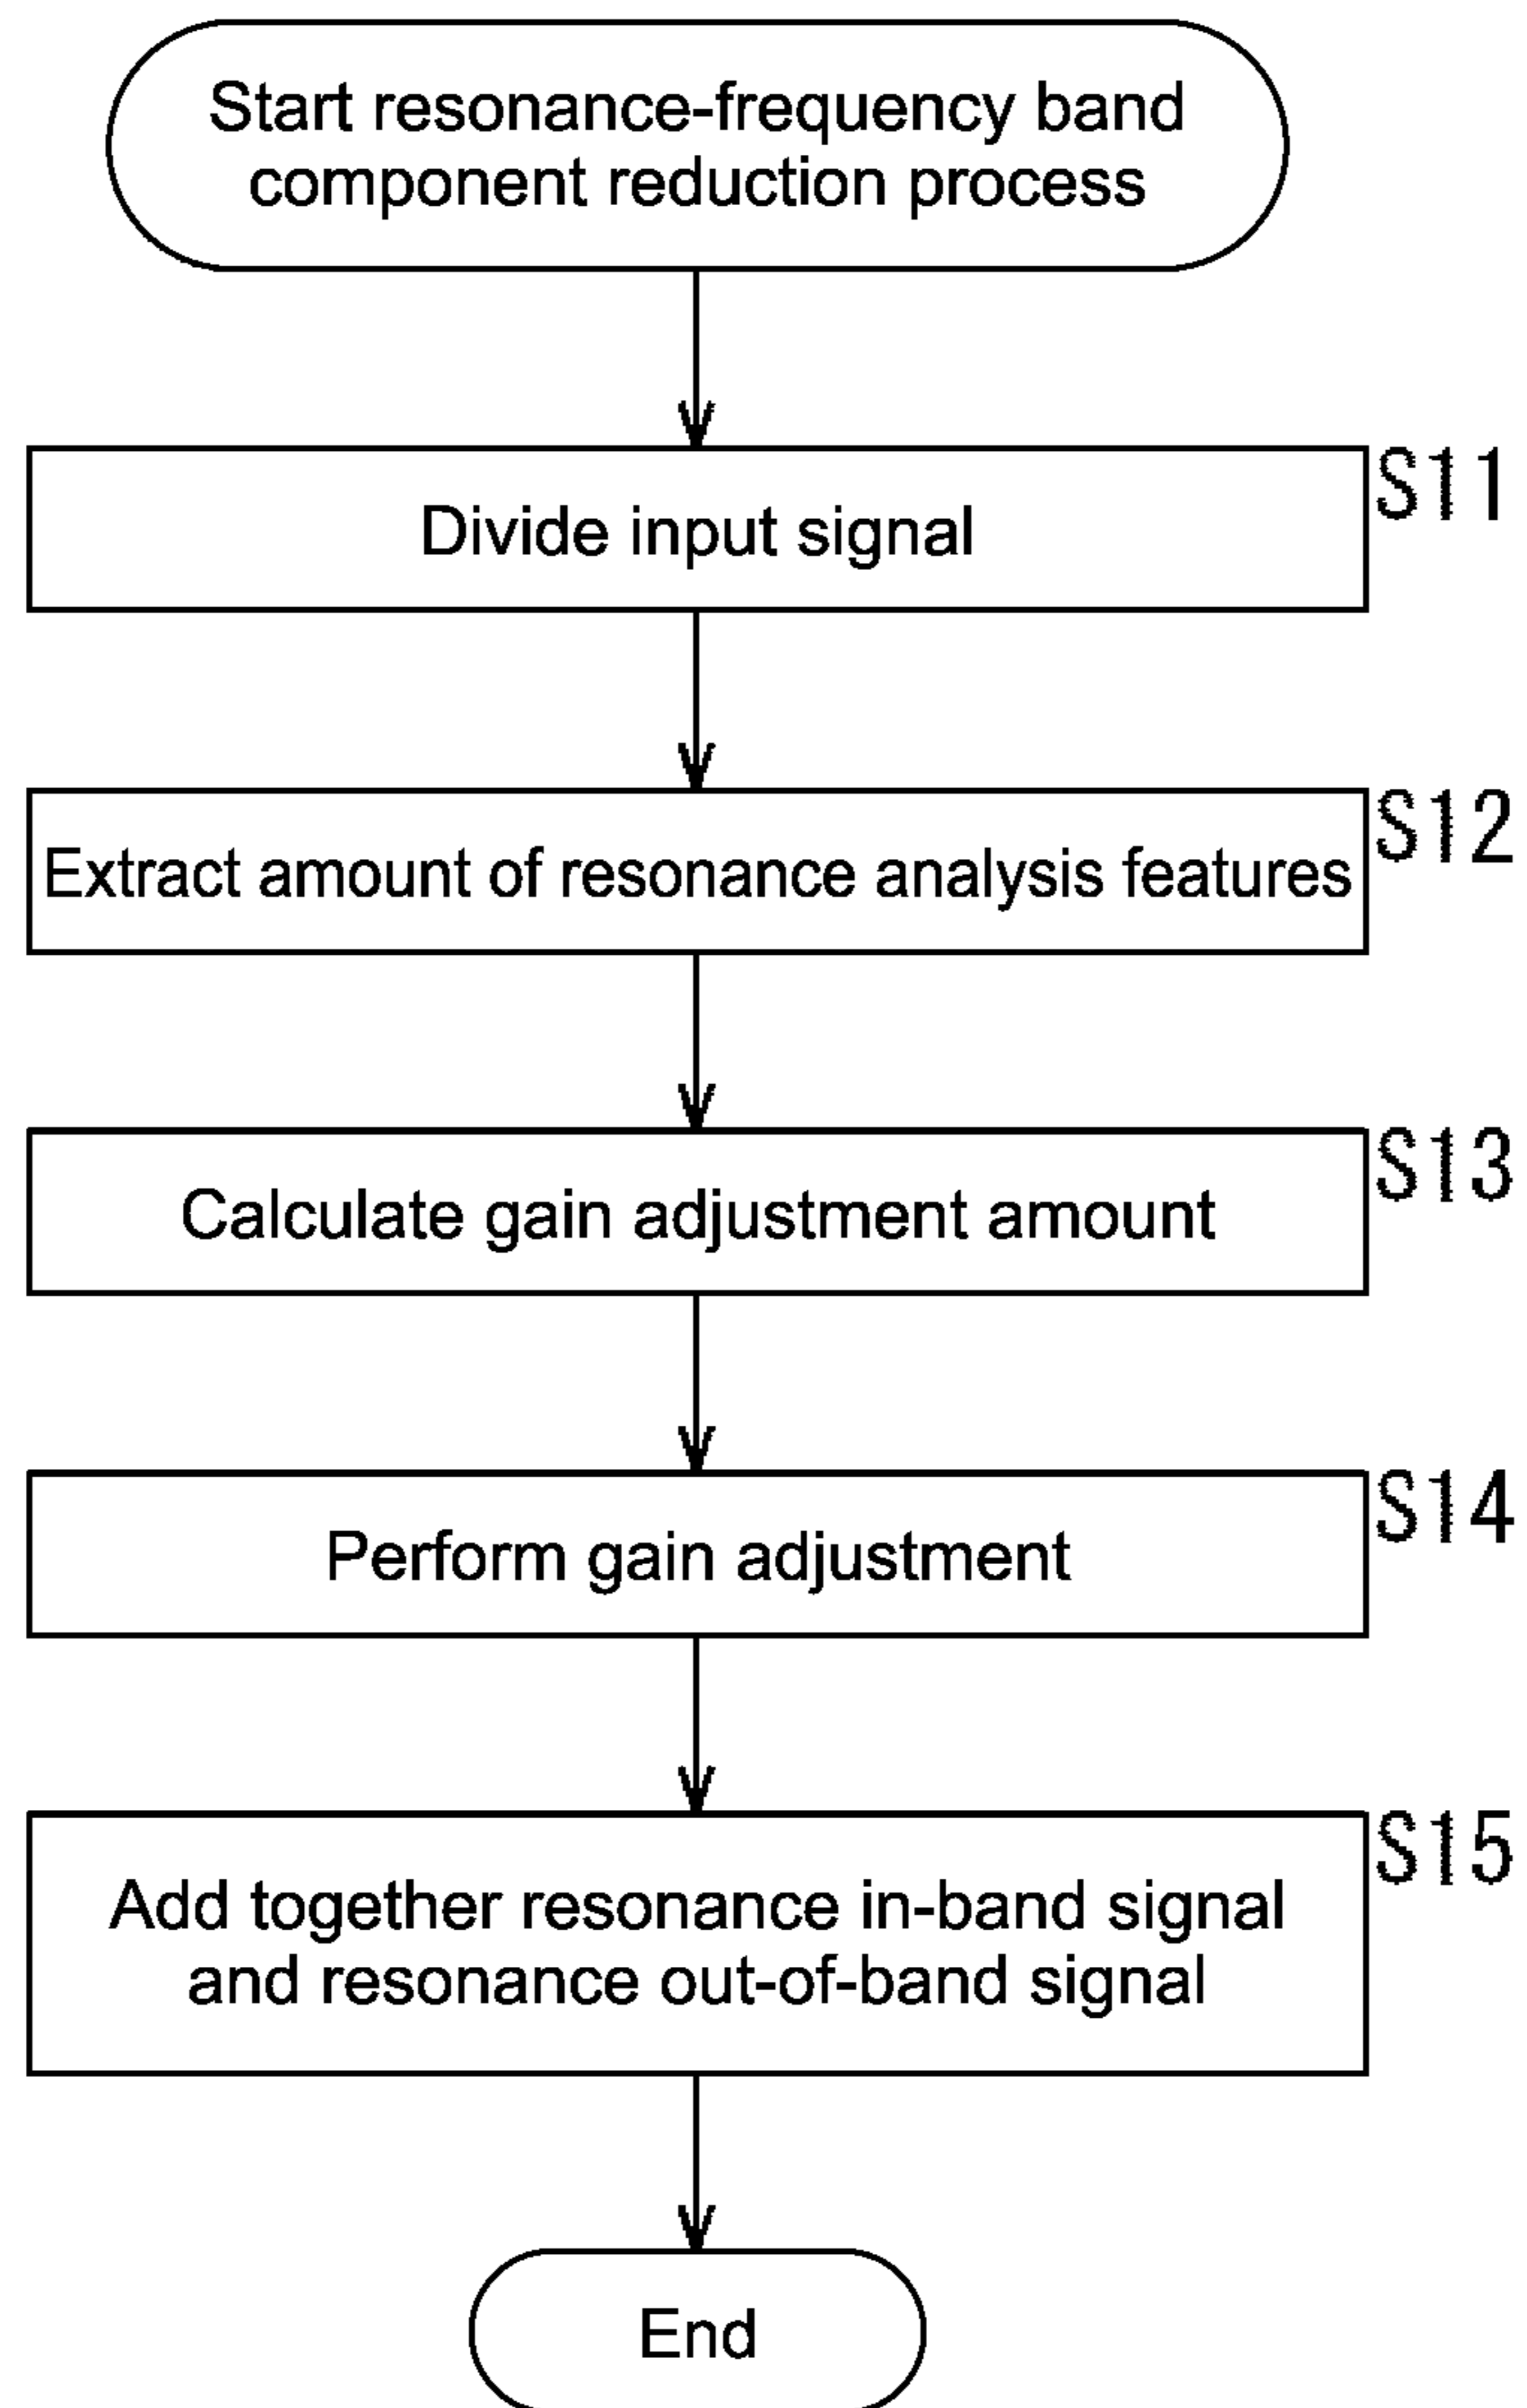 Start resonance-frequency band
component reduction process
S11
Divide input signal
S12
Extract amount of resonance analysis features
S13
Calculate gain adjustment amount
S14
Perform gain adjustment
S15
Add together resonance in-band signal
and resonance out-of-band signal
End